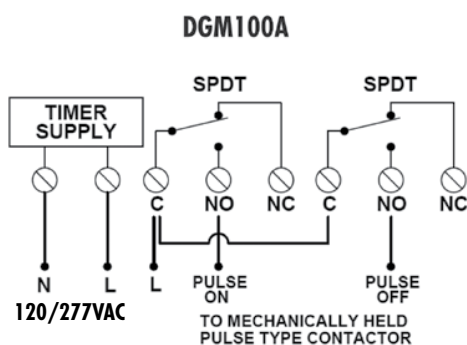 DGM100A
SPDT
SPDT
TIMER
SUPPLY
C
NO
NC
C
NO
NC
N
L
L
PULSE
ON
PULSE
OFF
120/277VAC
TO MECHANICALLY HELD
PULSE TYPE CONTACTOR